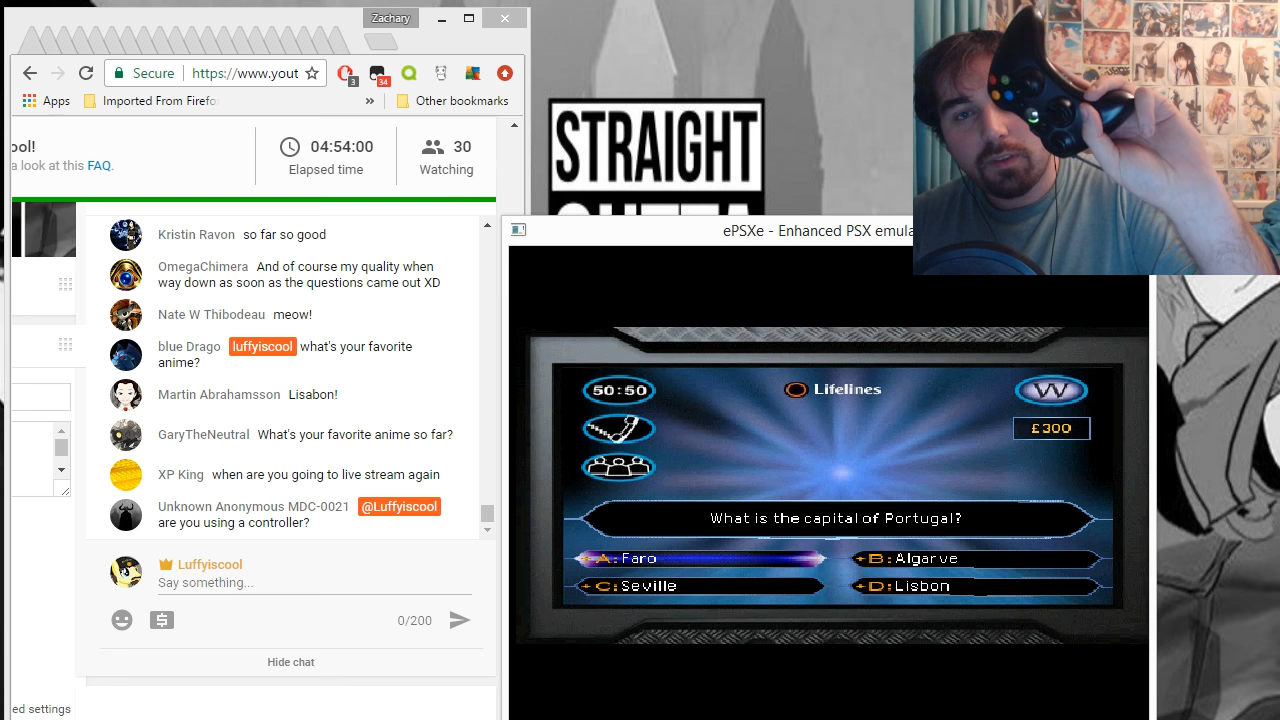 Zachary
Secure
https://www.yout
3
34
Apps
Imported From Firefo
»
Other bookmarks
ool!
a look at this FAQ.
04:54:00
Elapsed time
30
Watching
Kristin Ravon so far so good
OmegaChimera And of course my quality when
way down as soon as the questions came out XD
Nate W Thibodeau meow!
blue Drago luffyiscool what's your favorite
anime?
Martin Abrahamsson Lisabon!
GaryTheNeutral What's your favorite anime so far?
XP King when are you going to live stream again
Unknown Anonymous MDC-0021 @Luffyiscool
are you using a controller?
Luffyiscool
Say something...
0/200
Hide chat
ed settings
STRAIGHT
ePSXe - Enhanced PSX emula
50:50
Lifelines
W
£300
What is the capital of Portugal?
A: Faro
B: Algarve
C: Seville
D: Lisbon